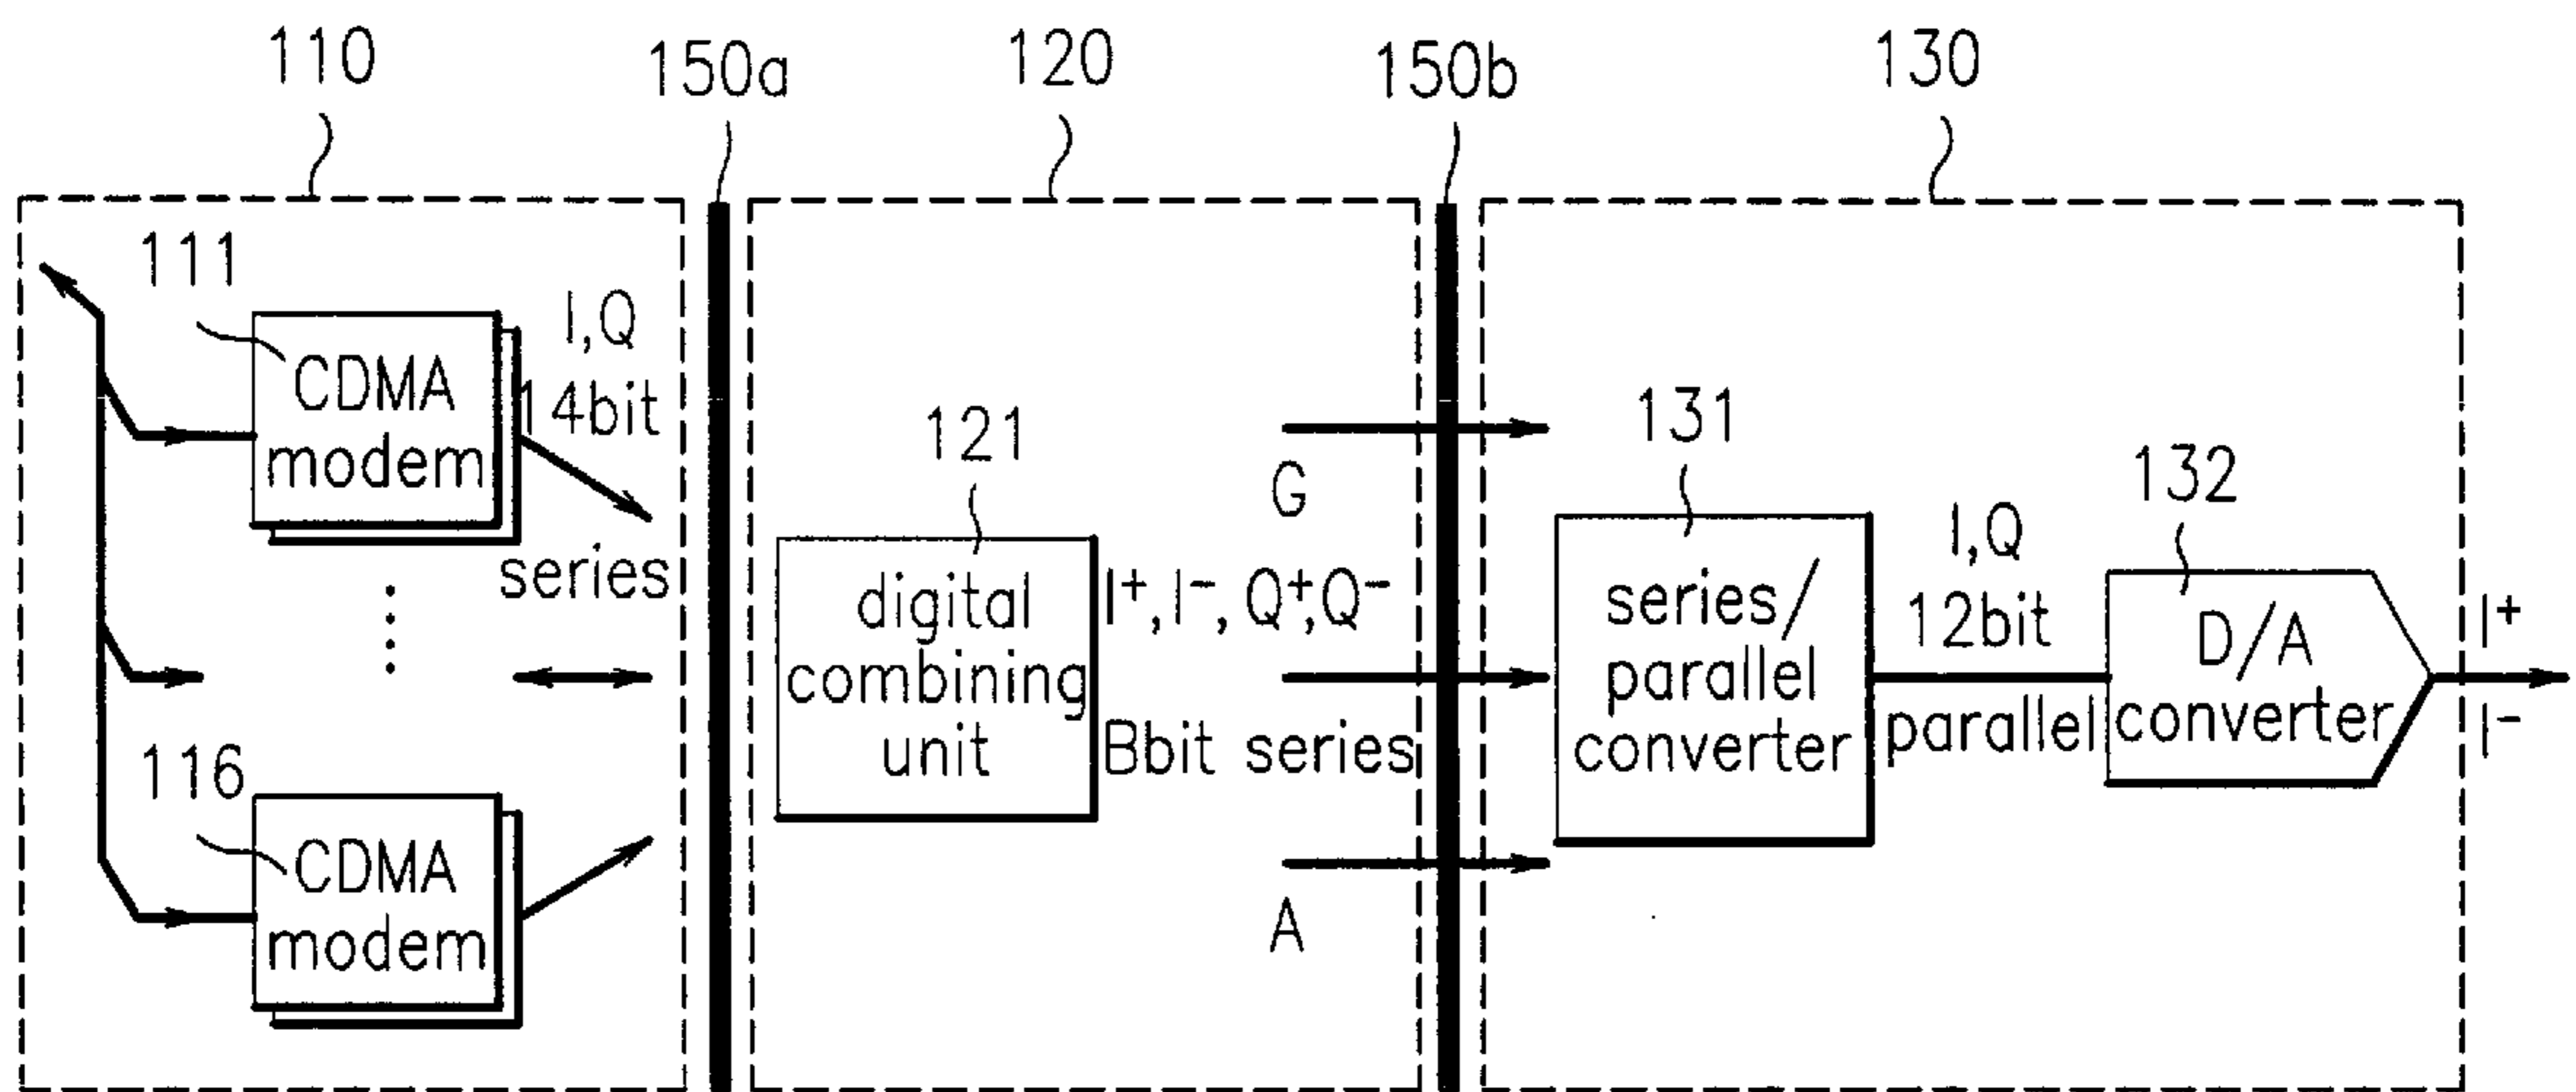 110
150a
120
150b
130
111
CDMA
modem
I,Q
14bit
series
116
CDMA
modem
121
digital
combining
unit
G
I⁺,I⁻,Q⁺,Q⁻
Bbit series
A
131
series/
parallel
converter
I,Q
12bit
parallel
132
D/A
converter
I⁺
I⁻